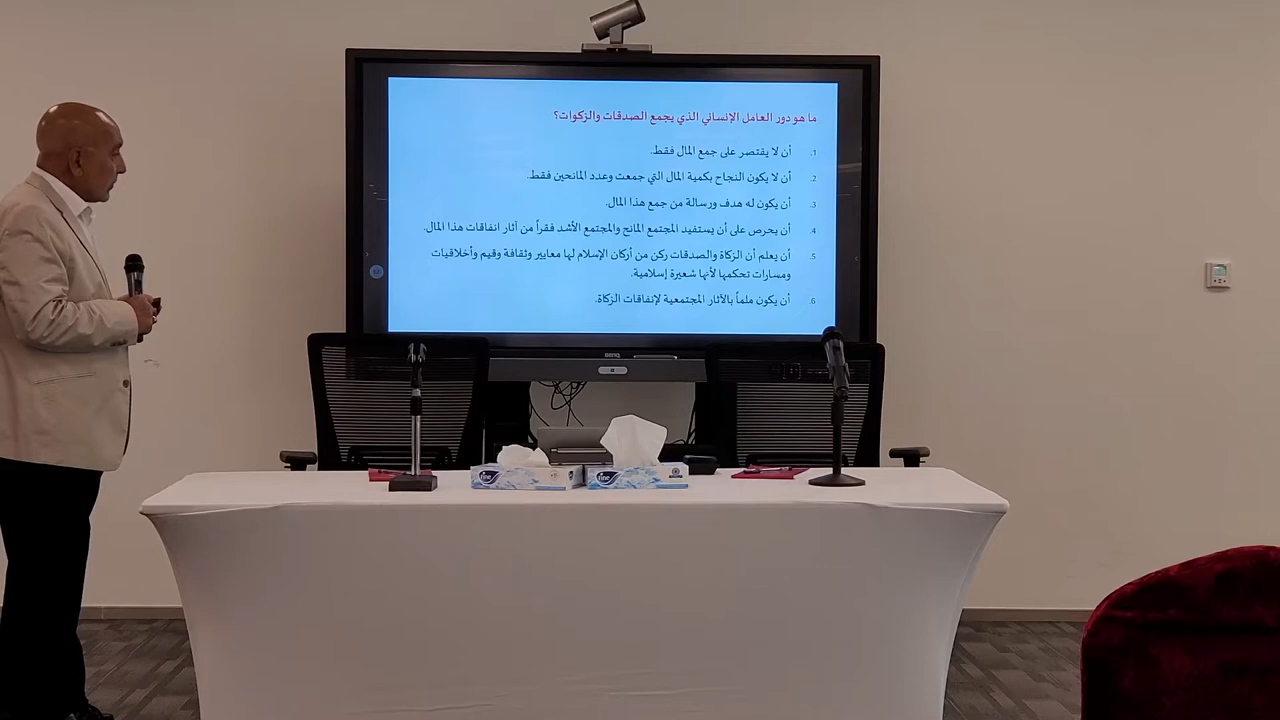 ما هو دور العامل الإنساني الذي يجمع الصدقات والزكوات؟
1. أن لا يقتصر على جمع المال فقط.
2. أن لا يكون النجاح بكمية المال التي جمعت وعدد المانحين فقط.
3. أن يكون له هدف ورسالة من جمع هذا المال.
4. أن يحرص على أن يستفيد المجتمع المانح والمجتمع الأشد فقراً من آثار انفاقات هذا المال.
5. أن يعلم أن الزكاة والصدقات ركن من أركان الإسلام لها معايير وثقافة وقيم وأخلاقيات
ومسارات تحكمها لأنها شعيرة إسلامية.
6. أن يكون ملماً بالآثار المجتمعية لإنفاقات الزكاة.
BenQ
fine
fine